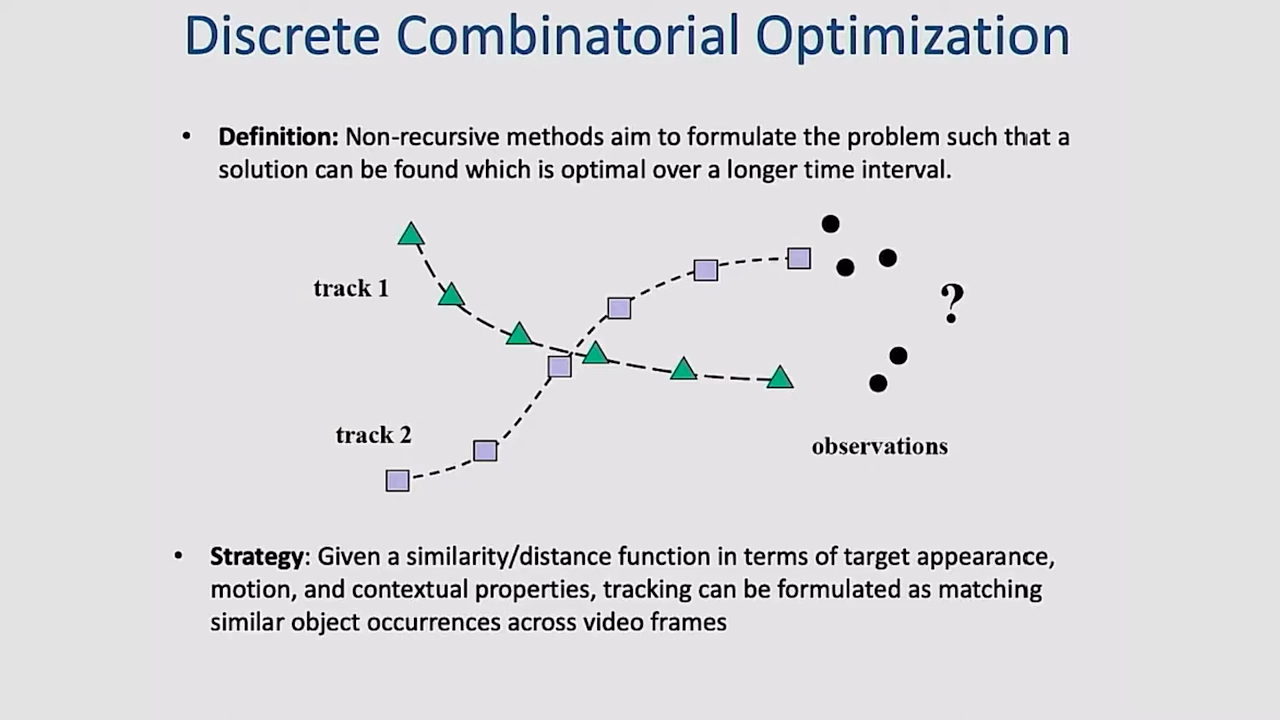 Discrete Combinatorial Optimization
• Definition: Non-recursive methods aim to formulate the problem such that a
solution can be found which is optimal over a longer time interval.
track 1
?
track 2
observations
• Strategy: Given a similarity/distance function in terms of target appearance,
motion, and contextual properties, tracking can be formulated as matching
similar object occurrences across video frames